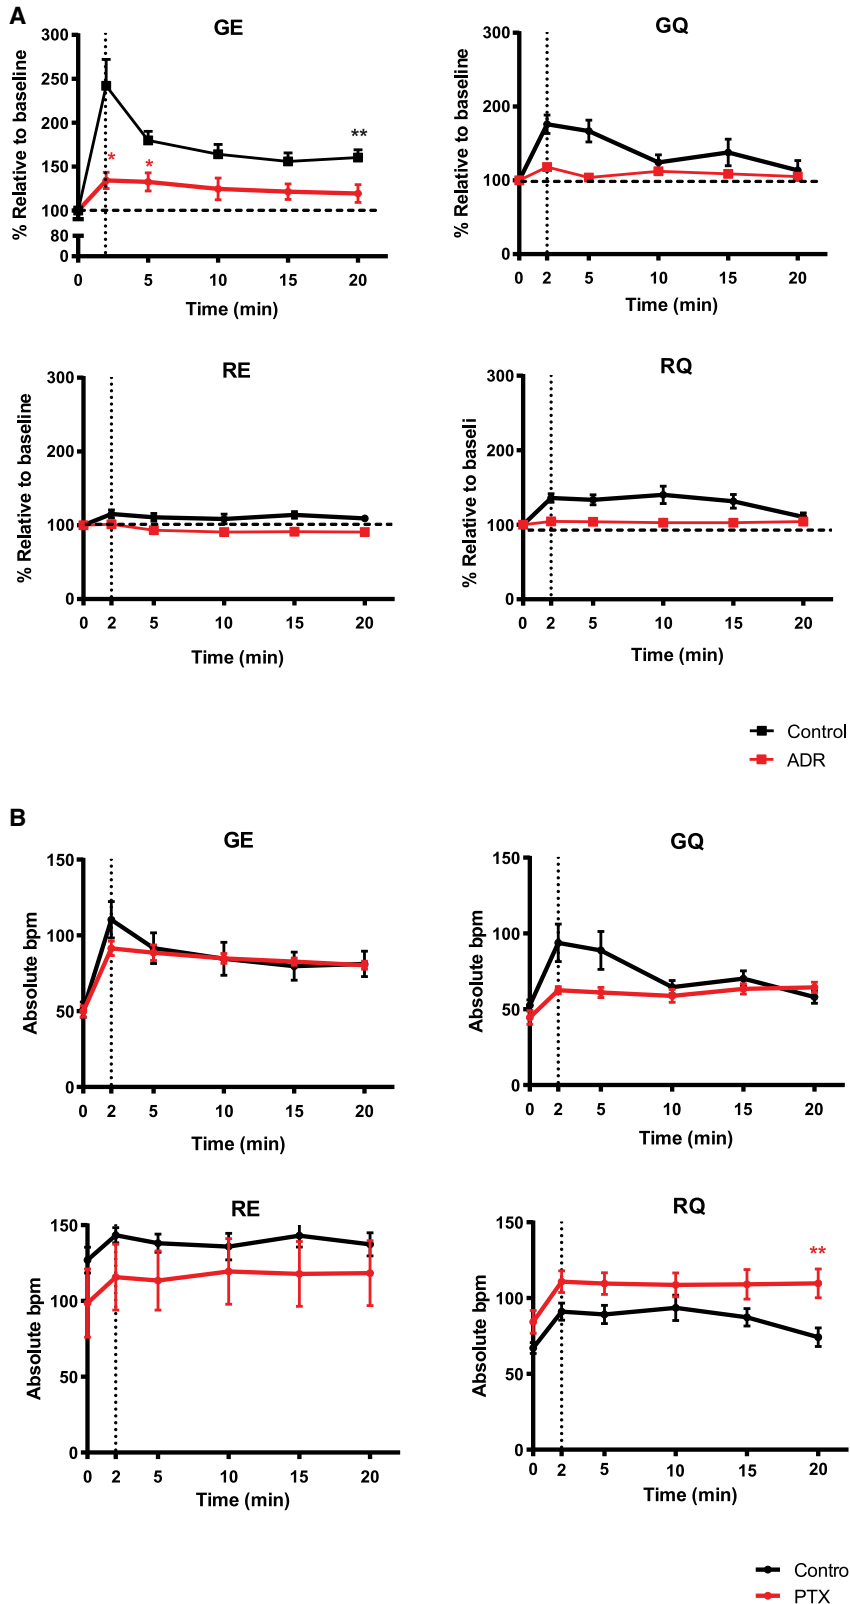 A
GE
% Relative to baseline
300
250
200
150
100
80
0
** 
* *
0 5 10 15 20
Time (min)
GQ
% Relative to baseline
300
200
100
0
0 2 5 10 15 20
Time (min)
RE
% Relative to baseline
300
200
100
0
0 2 5 10 15 20
Time (min)
RQ
% Relative to baseli
300
200
100
0
0 2 5 10 15 20
Time (min)
Control
ADR
B
GE
Absolute bpm
150
100
50
0
0 2 5 10 15 20
Time (min)
GQ
Absolute bpm
150
100
50
0
0 2 5 10 15 20
Time (min)
RE
Absolute bpm
150
100
50
0
0 2 5 10 15 20
Time (min)
RQ
Absolute bpm
150
100
50
0
**
0 2 5 10 15 20
Time (min)
Contro
PTX